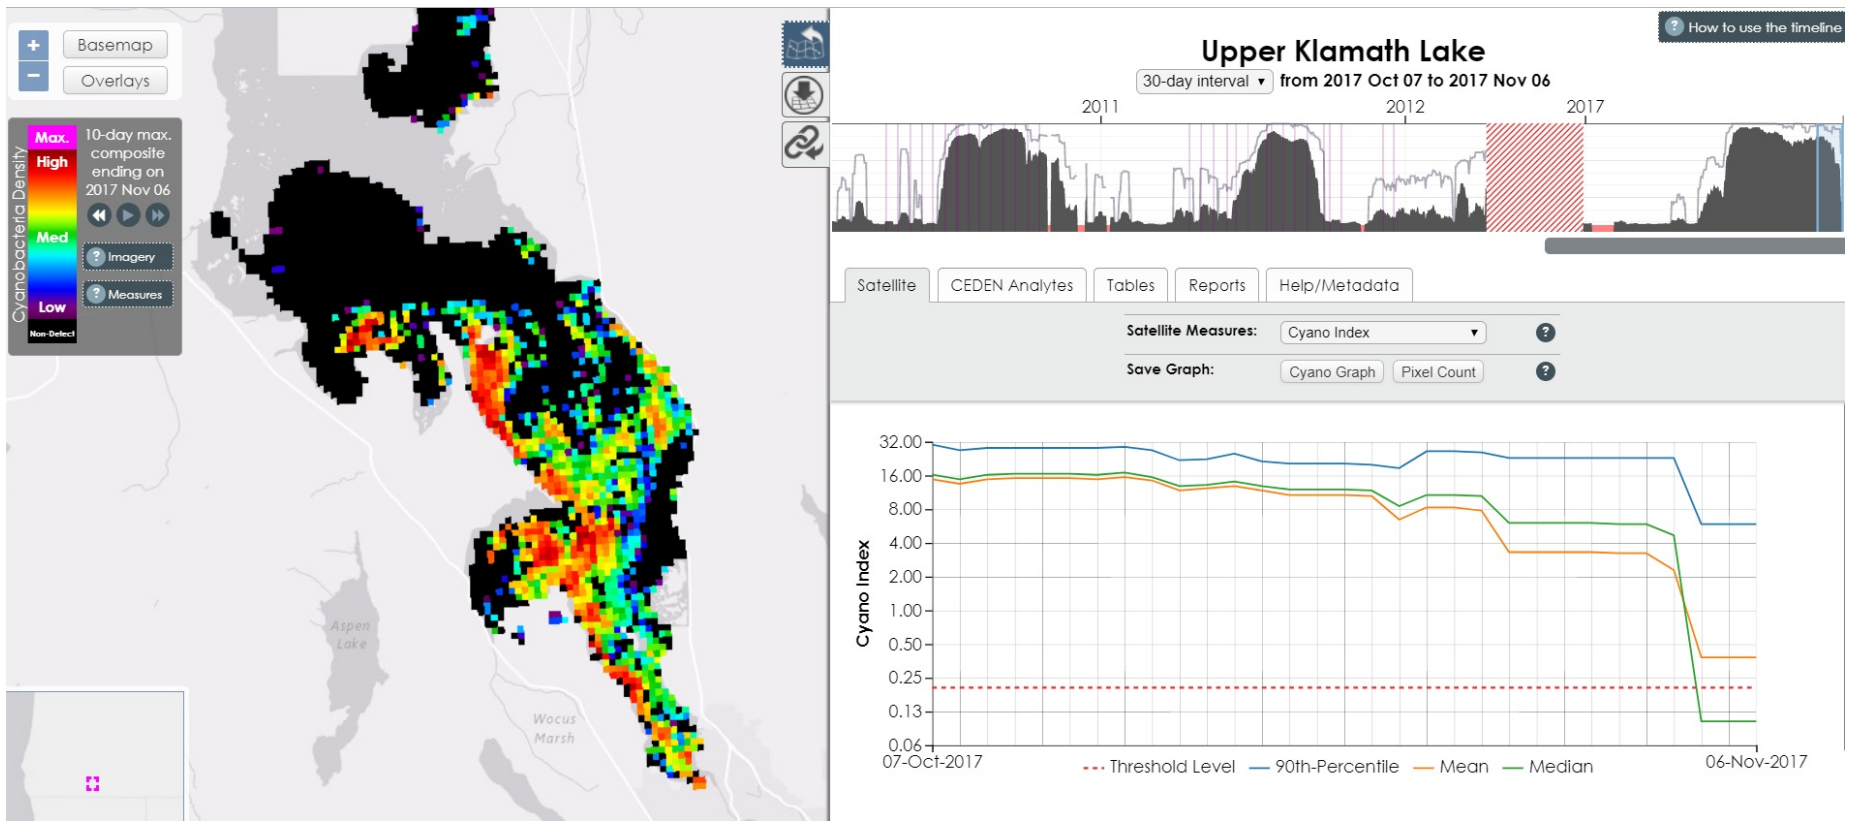 +
−
Basemap
Overlays
Cyanobacteria Density
Max.
High
Med
Low
Non-Detect
10-day max.
composite
ending on
2017 Nov 06
? Imagery
? Measures
Aspen
Lake
Wocus
Marsh
? How to use the timeline
Upper Klamath Lake
30-day interval ▾ from 2017 Oct 07 to 2017 Nov 06
2011 2012 2017
Satellite CEDEN Analytes Tables Reports Help/Metadata
Satellite Measures: Cyano Index ▾ ?
Save Graph: Cyano Graph Pixel Count ?
Cyano Index
32.00
16.00
8.00
4.00
2.00
1.00
0.50
0.25
0.13
0.06
07-Oct-2017 06-Nov-2017
Threshold Level 90th-Percentile Mean Median